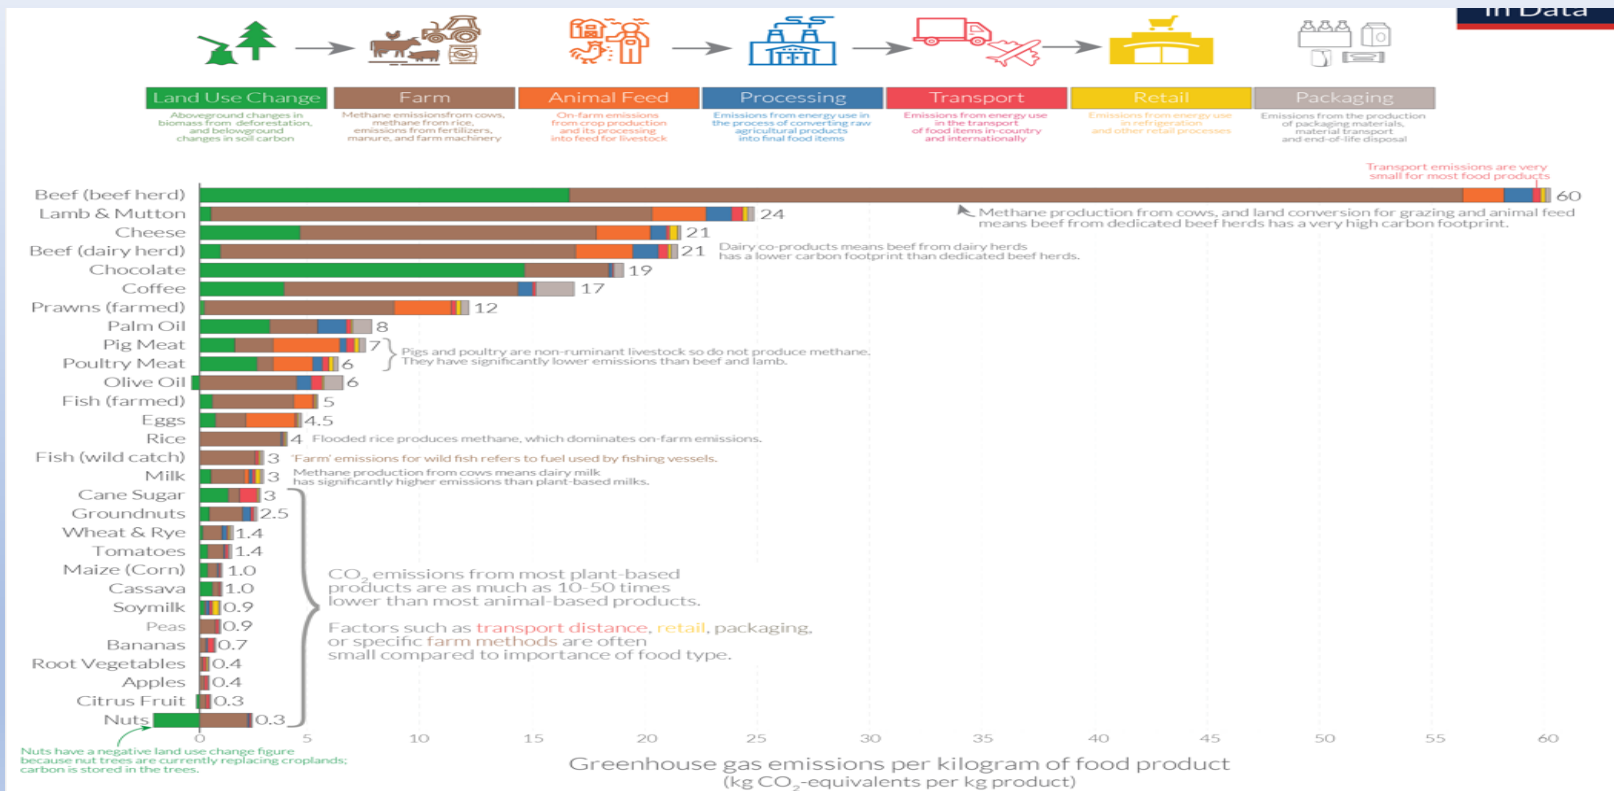 in Data
Land Use Change
Farm
Animal Feed
Processing
Transport
Retail
Packaging
Aboveground changes in
biomass from deforestation,
and belowground
changes in soil carbon
Methane emissionsfrom cows,
methane from rice,
emissions from fertilizers,
manure, and farm machinery
On-farm emissions
from crop production
and its processing
into feed for livestock
Emissions from energy use in
the process of converting raw
agricultural products
into final food items
Emissions from energy use
in the transport
of food items in-country
and internationally
Emissions from energy use
in refrigeration
and other retail processes
Emissions from the production
of packaging materials,
material transport
and end-of-life disposal
Transport emissions are very
small for most food products
Beef (beef herd) 60
Methane production from cows, and land conversion for grazing and animal feed
means beef from dedicated beef herds has a very high carbon footprint.
Lamb & Mutton 24
Cheese 21
Beef (dairy herd) 21
Dairy co-products means beef from dairy herds
has a lower carbon footprint than dedicated beef herds.
Chocolate 19
Coffee 17
Prawns (farmed) 12
Palm Oil 8
Pig Meat 7
Pigs and poultry are non-ruminant livestock so do not produce methane.
They have significantly lower emissions than beef and lamb.
Poultry Meat 6
Olive Oil 6
Fish (farmed) 5
Eggs 4.5
Rice 4 Flooded rice produces methane, which dominates on-farm emissions.
Fish (wild catch) 3 'Farm' emissions for wild fish refers to fuel used by fishing vessels.
Milk 3
Methane production from cows means dairy milk
has significantly higher emissions than plant-based milks.
Cane Sugar 3
Groundnuts 2.5
Wheat & Rye 1.4
Tomatoes 1.4
Maize (Corn) 1.0
Cassava 1.0
Soymilk 0.9
Peas 0.9
Bananas 0.7
Root Vegetables 0.4
Apples 0.4
Citrus Fruit 0.3
Nuts 0.3
CO₂ emissions from most plant-based
products are as much as 10-50 times
lower than most animal-based products.
Factors such as transport distance, retail, packaging,
or specific farm methods are often
small compared to importance of food type.
0 5 10 15 20 25 30 35 40 45 50 55 60
Nuts have a negative land use change figure
because nut trees are currently replacing croplands;
carbon is stored in the trees.
Greenhouse gas emissions per kilogram of food product
(kg CO₂-equivalents per kg product)